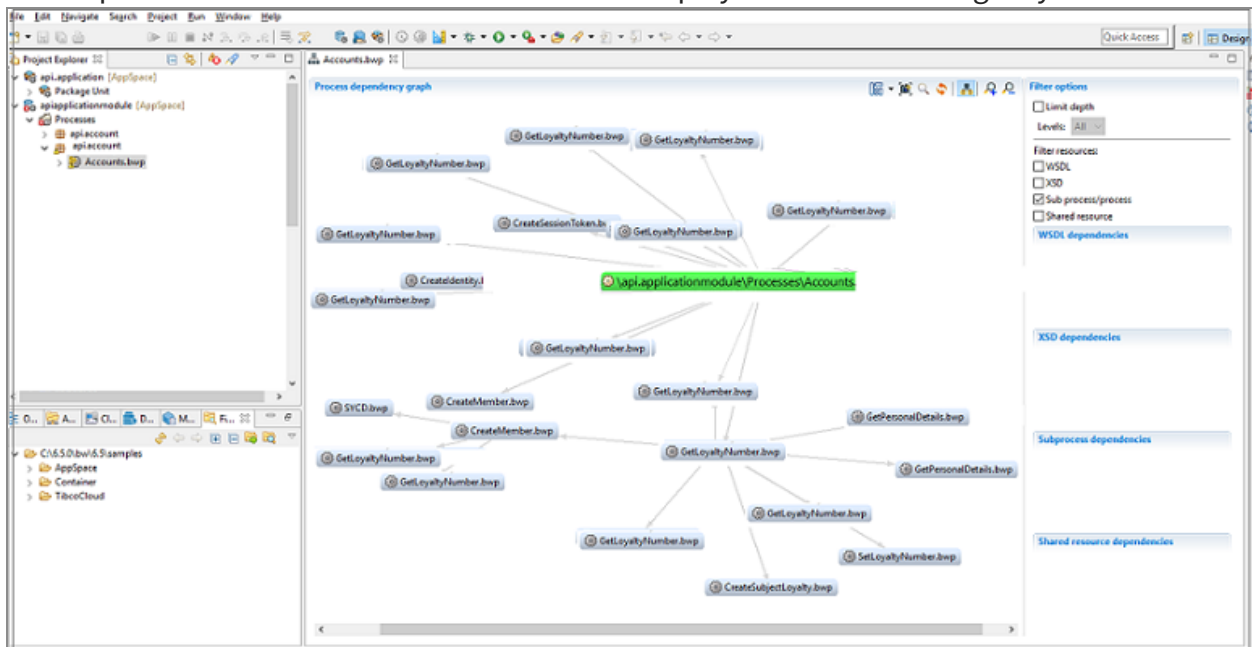 File Edit Navigate Search Project Run Window Help
Quick Access
Design
Project Explorer
Accounts.bwp
api.application [AppSpace]
Package Unit
apiapplicationmodule [AppSpace]
Processes
api.account
api.account
Accounts.bwp
Process dependency graph
GetLoyaltyNumber.bwp
GetLoyaltyNumber.bwp
GetLoyaltyNumber.bwp
GetLoyaltyNumber.bwp
CreateSessionToken.b
GetLoyaltyNumber.bwp
GetLoyaltyNumber.bwp
CreateIdentity.
\api.applicationmodule\Processes\Accounts.
GetLoyaltyNumber.bwp
GetLoyaltyNumber.bwp
GetLoyaltyNumber.bwp
SYCD.bwp
CreateMember.bwp
GetPersonalDetails.bwp
CreateMember.bwp
GetLoyaltyNumber.bwp
GetLoyaltyNumber.bwp
GetPersonalDetails.bwp
GetLoyaltyNumber.bwp
GetLoyaltyNumber.bwp
GetLoyaltyNumber.bwp
SetLoyaltyNumber.bwp
CreateSubjectLoyalty.bwp
Filter options
Limit depth
Levels: All
Filter resources:
WSDL
XSD
Sub process/process
Shared resource
WSDL dependencies
XSD dependencies
Subprocess dependencies
Shared resource dependencies
O... A... Cl... D... M... Fi...
C:\6.5.0\bw\6.5\samples
AppSpace
Container
TibcoCloud